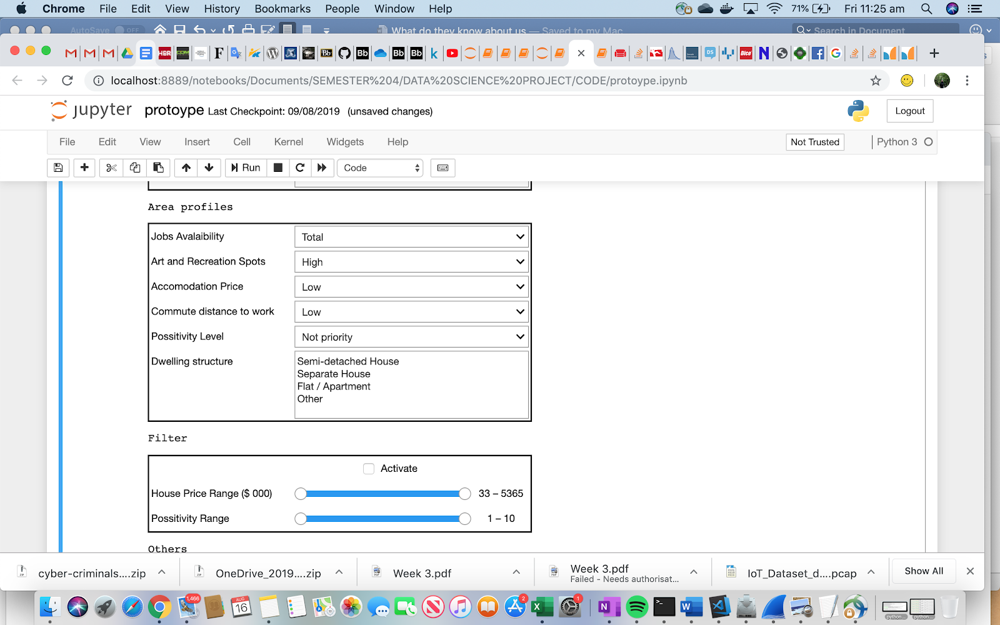 Chrome File Edit View History Bookmarks People Window Help 71% Fri 11:25 am
AutoSave OFF What do they know about us — Saved to my Mac Search in Document
localhost:8889/notebooks/Documents/SEMESTER%204/DATA%20SCIENCE%20PROJECT/CODE/protoype.ipynb
jupyter protoype Last Checkpoint: 09/08/2019 (unsaved changes) Logout
File Edit View Insert Cell Kernel Widgets Help Not Trusted Python 3
Run Code
Area profiles
Jobs Avalaibility Total
Art and Recreation Spots High
Accomodation Price Low
Commute distance to work Low
Possitivity Level Not priority
Dwelling structure Semi-detached House
Separate House
Flat / Apartment
Other
Filter
Activate
House Price Range ($ 000) 33 – 5365
Possitivity Range 1 – 10
Others
cyber-criminals....zip OneDrive_2019....zip Week 3.pdf Week 3.pdf IoT_Dataset_d....pcap Show All
Failed - Needs authorisat...
1,466 AUG 16 2 1